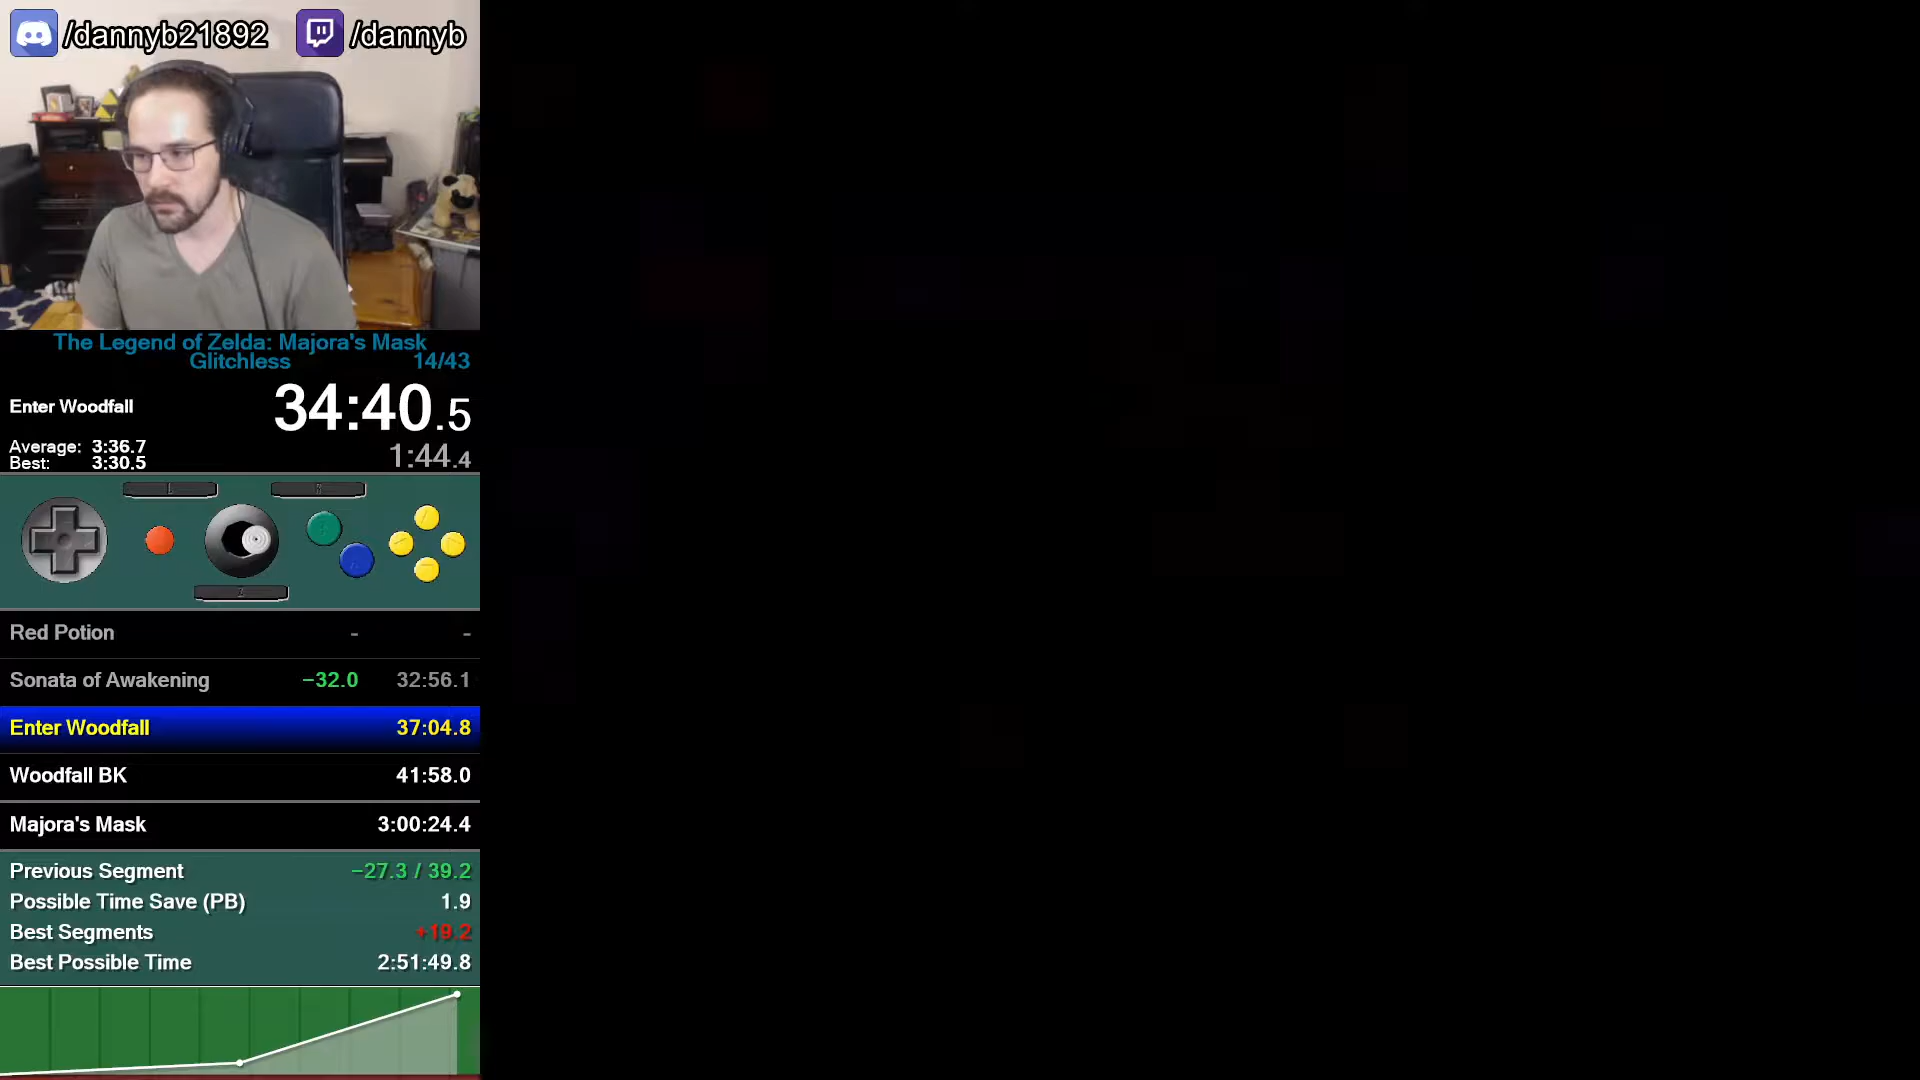 /dannyb21892 /dannyb
The Legend of Zelda: Majora's Mask
Glitchless 14/43
Enter Woodfall 34:40.5
Average: 3:36.7
Best: 3:30.5 1:44.4
Red Potion - -
Sonata of Awakening −32.0 32:56.1
Enter Woodfall 37:04.8
Woodfall BK 41:58.0
Majora's Mask 3:00:24.4
Previous Segment −27.3 / 39.2
Possible Time Save (PB) 1.9
Best Segments +19.2
Best Possible Time 2:51:49.8